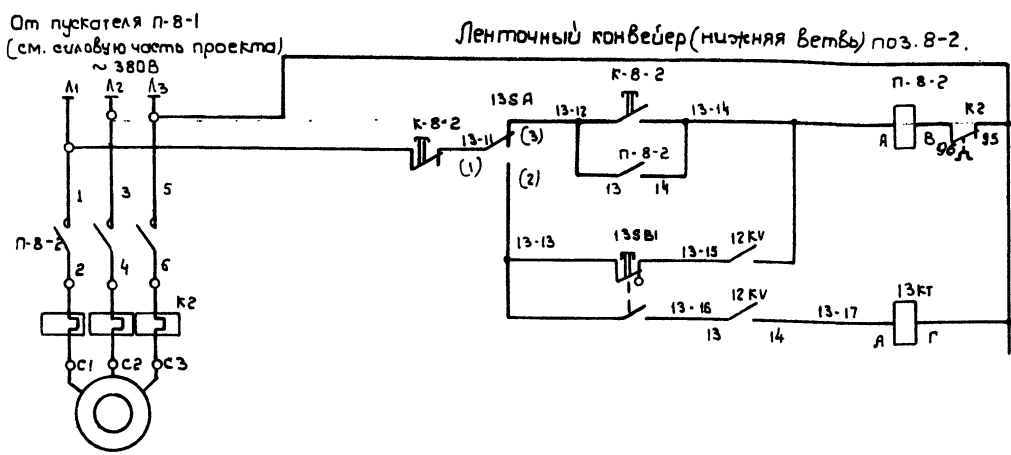 От пускателя П-8-1
(см. силовую часть проекта)
~ 380В
Ленточный конвейер (нижняя ветвь) поз. 8-2.
Л1 Л2 Л3
К-8-2
П-8-2
13SA
13-12
13-14
К2
К-8-2
13-11
(3)
(1)
А
В
96
95
П-8-2
(2)
13
14
1
3
5
П-8-2
13-13
13SB1
12KV
13-15
2
4
6
К2
13-16
12KV
13-17
13КТ
13
14
А
Г
С1
С2
С3